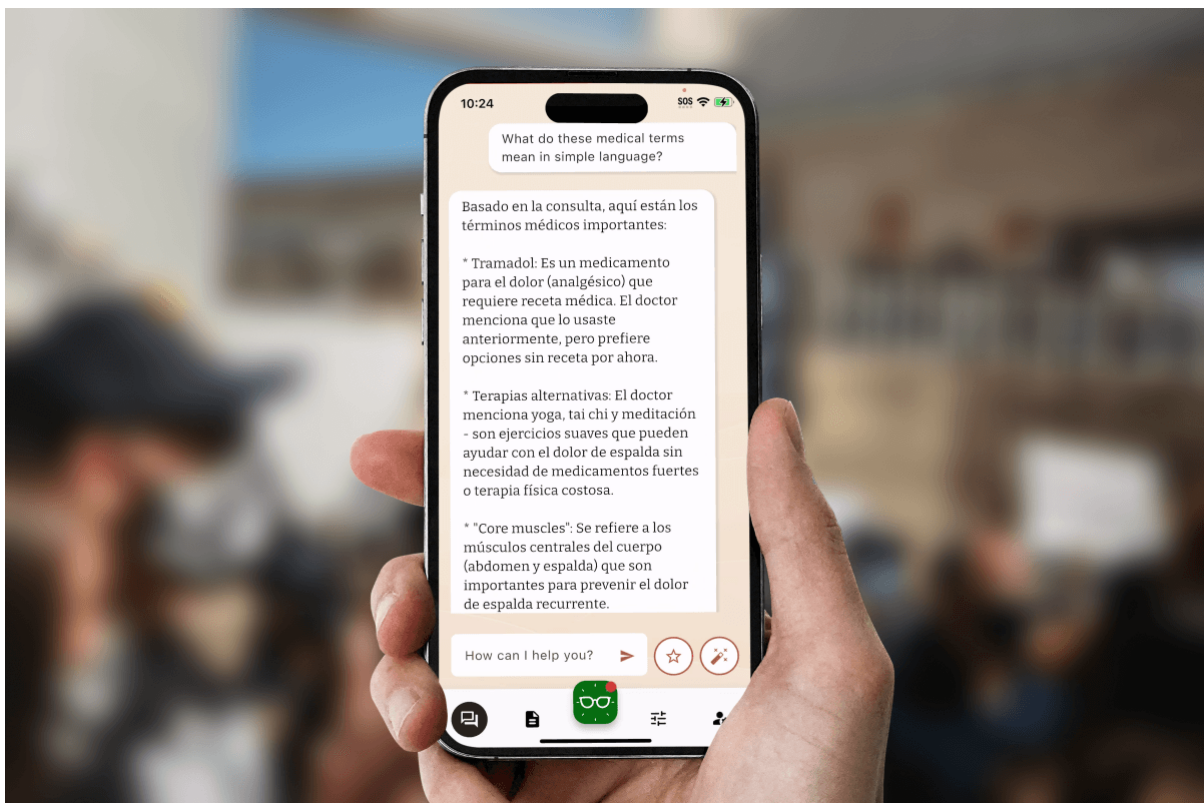 10:24
SOS
What do these medical terms
mean in simple language?
Basado en la consulta, aquí están los
términos médicos importantes:
* Tramadol: Es un medicamento
para el dolor (analgésico) que
requiere receta médica. El doctor
menciona que lo usaste
anteriormente, pero prefiere
opciones sin receta por ahora.
* Terapias alternativas: El doctor
menciona yoga, tai chi y meditación
- son ejercicios suaves que pueden
ayudar con el dolor de espalda sin
necesidad de medicamentos fuertes
o terapia física costosa.
* "Core muscles": Se refiere a los
músculos centrales del cuerpo
(abdomen y espalda) que son
importantes para prevenir el dolor
de espalda recurrente.
How can I help you?